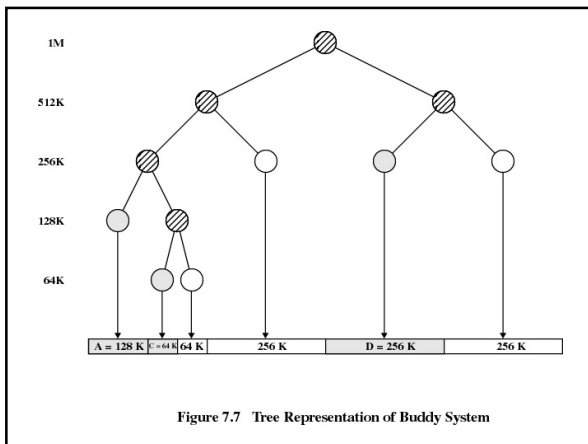 1M
512K
256K
128K
64K
A = 128 K C = 64 K 64 K 256 K D = 256 K 256 K
Figure 7.7 Tree Representation of Buddy System